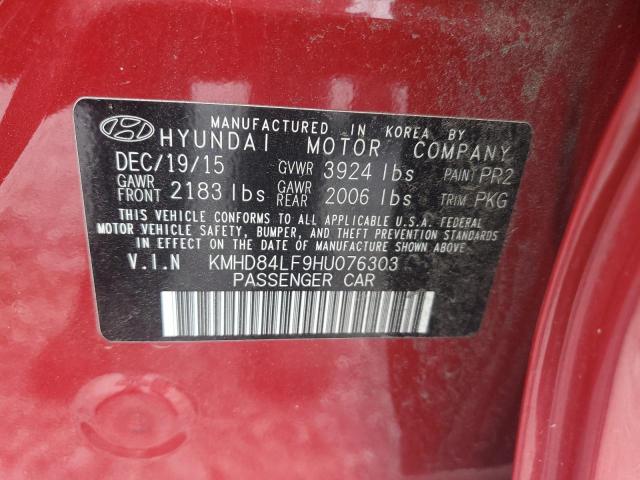 MANUFACTURED IN KOREA BY
HYUNDAI MOTOR COMPANY
DEC/19/15 GVWR 3924 lbs PAINT PR2
GAWR FRONT 2183 lbs GAWR REAR 2006 lbs TRIM PKG
THIS VEHICLE CONFORMS TO ALL APPLICABLE U.S.A. FEDERAL
MOTOR VEHICLE SAFETY, BUMPER, AND THEFT PREVENTION STANDARDS
IN EFFECT ON THE DATE OF MANUFACTURE SHOWN ABOVE.
V.I.N KMHD84LF9HU076303
PASSENGER CAR